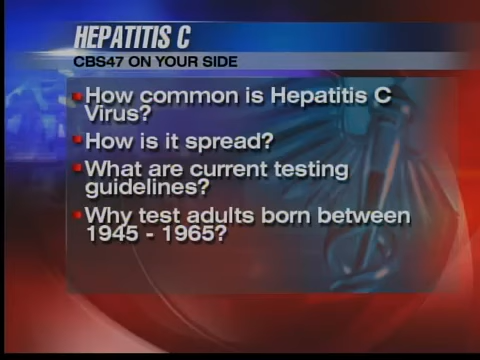 HEPATITIS C
CBS47 ON YOUR SIDE
How common is Hepatitis C
Virus?
How is it spread?
What are current testing
guidelines?
Why test adults born between
1945 - 1965?